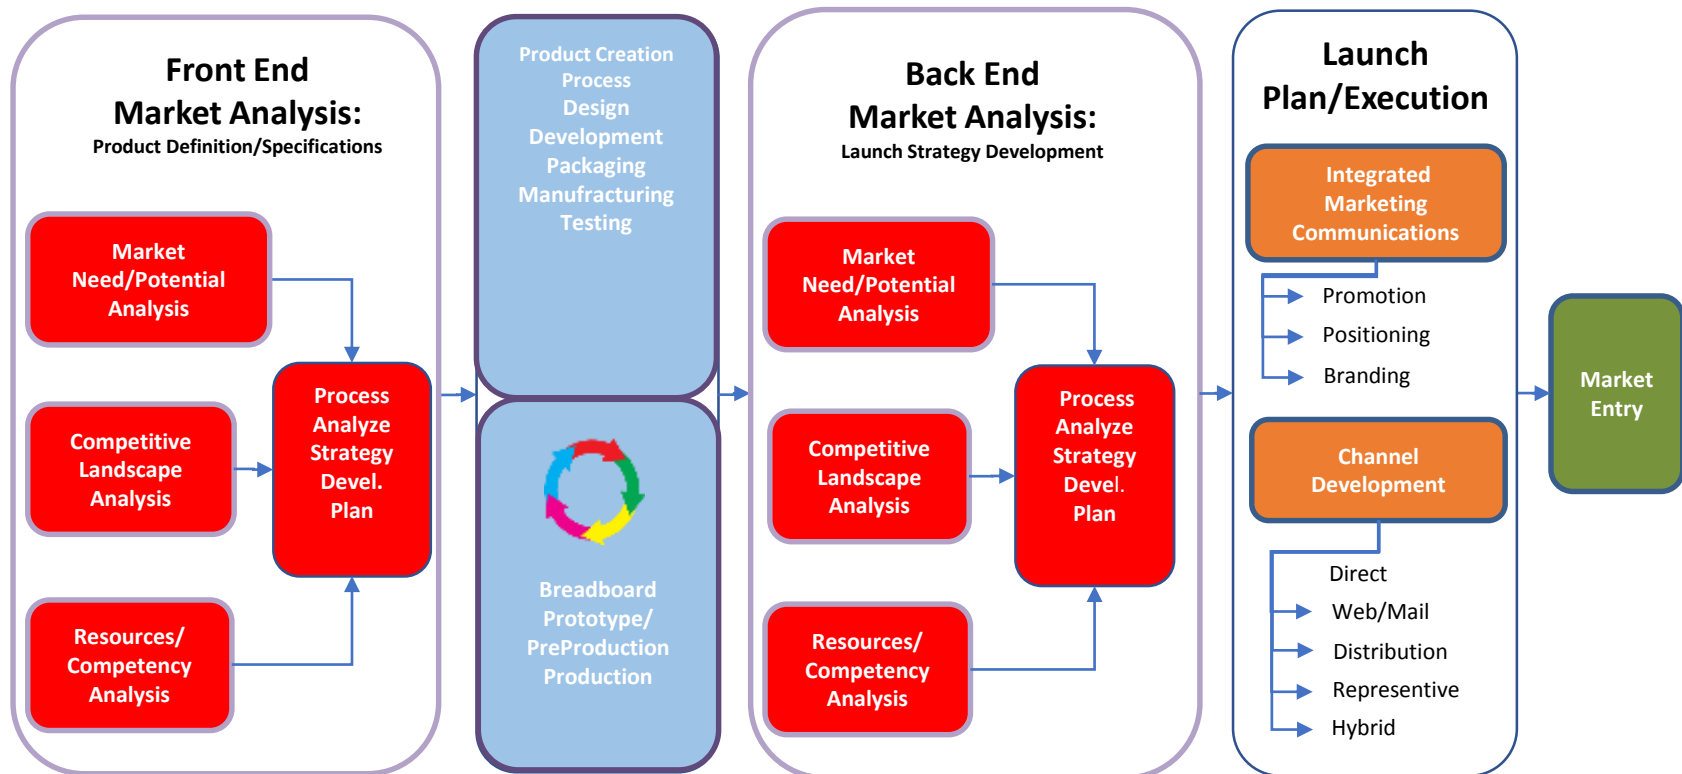 Front End
Market Analysis:
Product Definition/Specifications
Market
Need/Potential
Analysis
Competitive
Landscape
Analysis
Resources/
Competency
Analysis
Process
Analyze
Strategy
Devel.
Plan
Product Creation
Process
Design
Development
Packaging
Manufracturing
Testing
Breadboard
Prototype/
PreProduction
Production
Back End
Market Analysis:
Launch Strategy Development
Market
Need/Potential
Analysis
Competitive
Landscape
Analysis
Resources/
Competency
Analysis
Process
Analyze
Strategy
Devel.
Plan
Launch
Plan/Execution
Integrated
Marketing
Communications
Promotion
Positioning
Branding
Channel
Development
Direct
Web/Mail
Distribution
Representive
Hybrid
Market
Entry